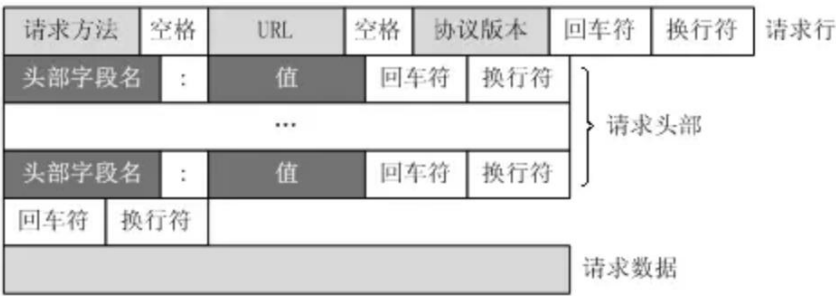 请求方法 空格 URL 空格 协议版本 回车符 换行符 请求行
头部字段名 : 值 回车符 换行符
... 请求头部
头部字段名 : 值 回车符 换行符
回车符 换行符
请求数据